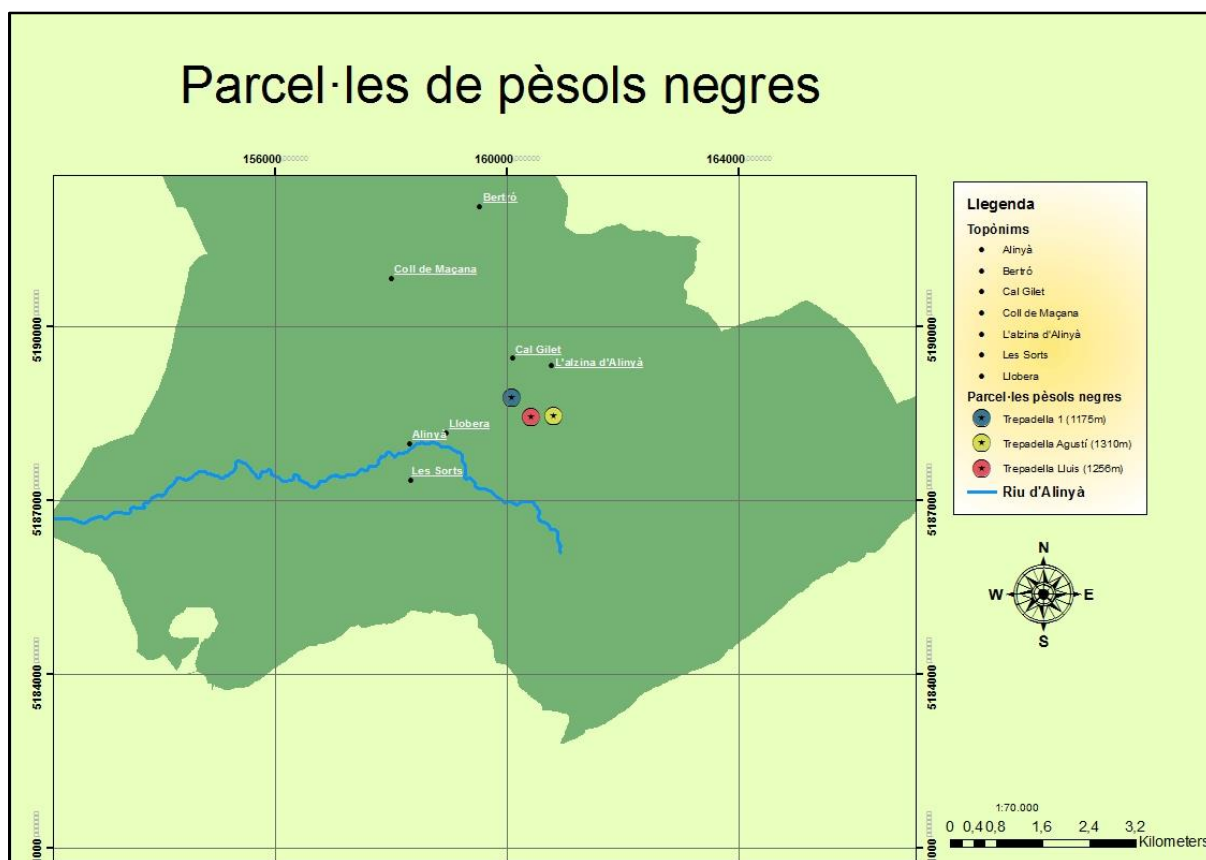 Parcel·les de pèsols negres
156000
160000
164000
Bertró
Coll de Maçana
5190000
5190000
Cal Gilet
L'alzina d'Alinyà
Llobera
Alinyà
Les Sorts
5187000
5187000
5184000
5184000
Llegenda
Topònims
Alinyà
Bertró
Cal Gilet
Coll de Maçana
L'alzina d'Alinyà
Les Sorts
Llobera
Parcel·les pèsols negres
Trepadella 1 (1175m)
Trepadella Agustí (1310m)
Trepadella Lluis (1256m)
Riu d'Alinyà
N
W E
S
1:70.000
0 0,4 0,8 1,6 2,4 3,2
Kilometers